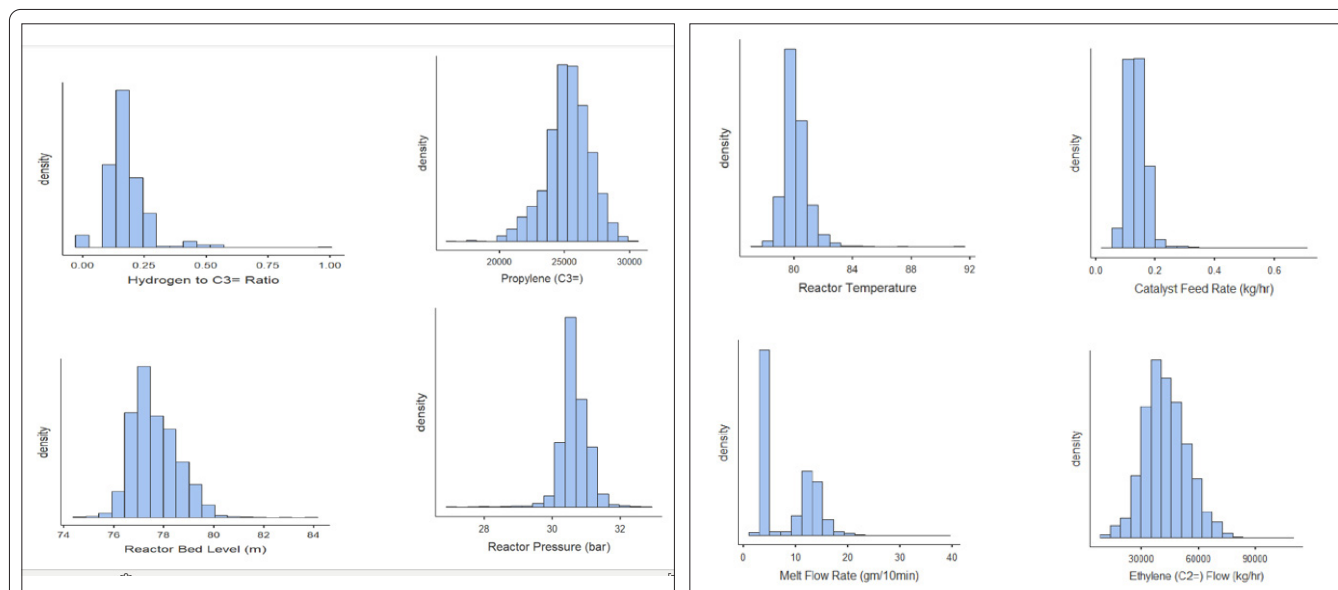 density
0.00 0.25 0.50 0.75 1.00
Hydrogen to C3= Ratio
density
20000 25000 30000
Propylene (C3=)
density
74 76 78 80 82 84
Reactor Bed Level (m)
density
28 30 32
Reactor Pressure (bar)
density
80 84 88 92
Reactor Temperature
density
0.0 0.2 0.4 0.6
Catalyst Feed Rate (kg/hr)
density
0 10 20 30 40
Melt Flow Rate (gm/10min)
density
30000 60000 90000
Ethylene (C2=) Flow (kg/hr)